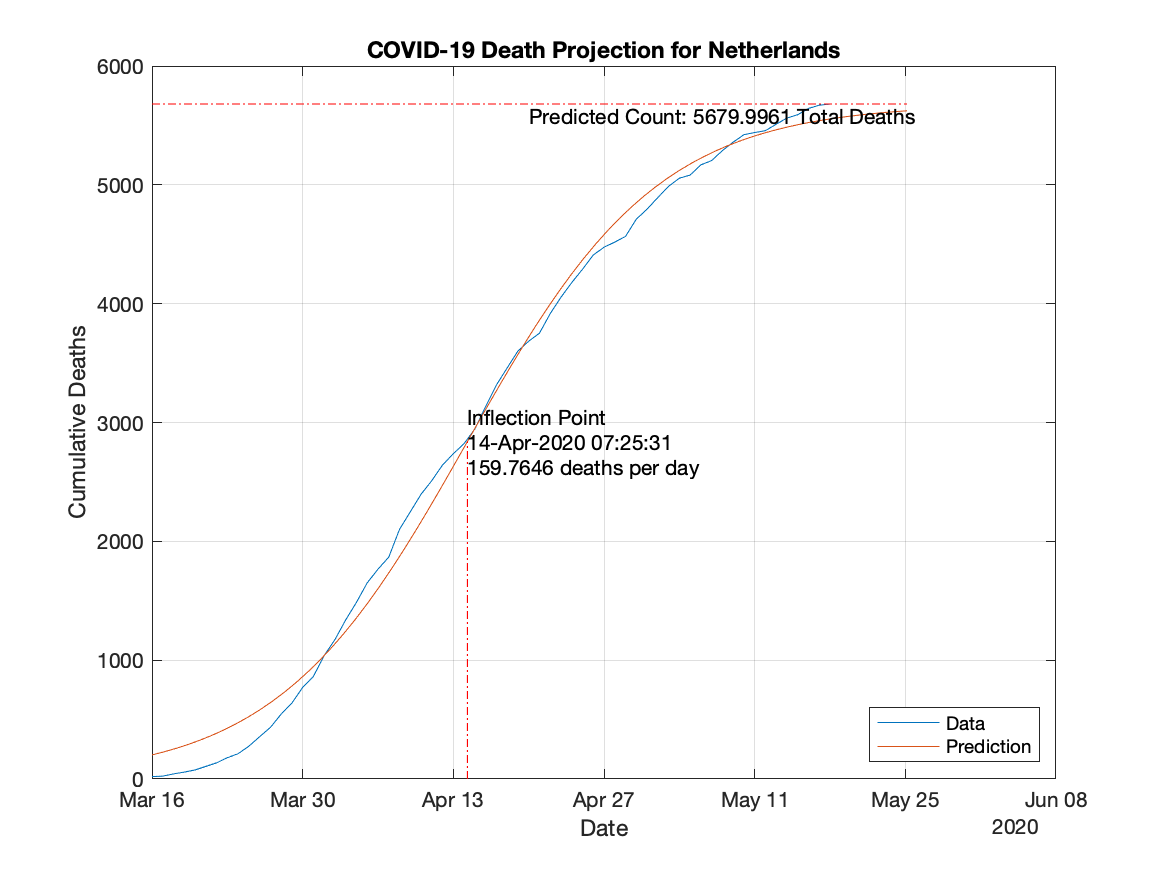 COVID-19 Death Projection for Netherlands
6000
Predicted Count: 5679.9961 Total Deaths
5000
4000
Inflection Point
3000
14-Apr-2020 07:25:31
159.7646 deaths per day
Cumulative Deaths
2000
1000
Data
Prediction
0
Mar 16 Mar 30 Apr 13 Apr 27 May 11 May 25 Jun 08
Date
2020